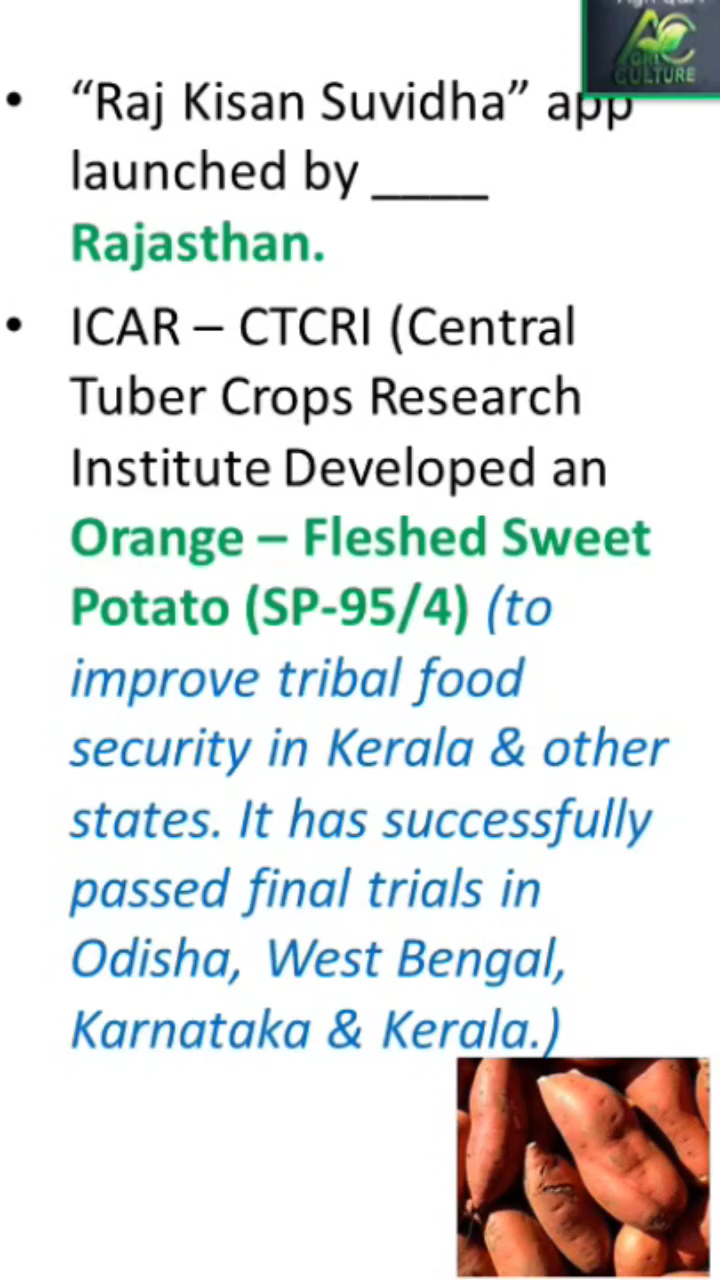 AC
CULTURE
• “Raj Kisan Suvidha” app
launched by ____
Rajasthan.
• ICAR – CTCRI (Central
Tuber Crops Research
Institute Developed an
Orange – Fleshed Sweet
Potato (SP-95/4) (to
improve tribal food
security in Kerala & other
states. It has successfully
passed final trials in
Odisha, West Bengal,
Karnataka & Kerala.)